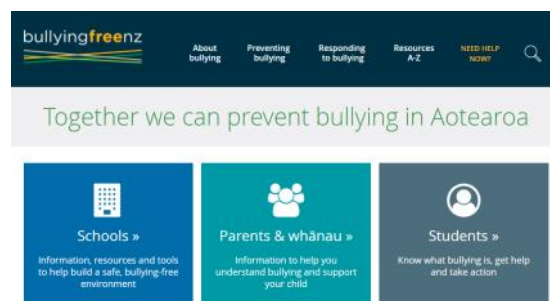 bullyingfreenz
About bullying
Preventing bullying
Responding to bullying
Resources A-Z
NEED HELP NOW?
Together we can prevent bullying in Aotearoa
Schools »
Information, resources and tools
to help build a safe, bullying-free
environment
Parents & whānau »
Information to help you
understand bullying and support
your child
Students »
Know what bullying is, get help
and take action